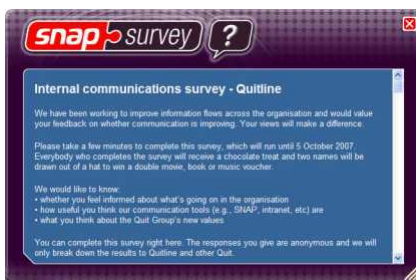 snap survey ?
Internal communications survey - Quitline
We have been working to improve information flows across the organisation and would value
your feedback on whether communication is improving. Your views will make a difference.
Please take a few minutes to complete this survey, which will run until 5 October 2007.
Everybody who completes the survey will receive a chocolate treat and two names will be
drawn out of a hat to win a double movie, book or music voucher.
We would like to know:
• whether you feel informed about what's going on in the organisation
• how useful you think our communication tools (e.g., SNAP, intranet, etc) are
• what you think about the Quit Group's new values
You can complete this survey right here. The responses you give are anonymous and we will
only break down the results to Quitline and other Quit.